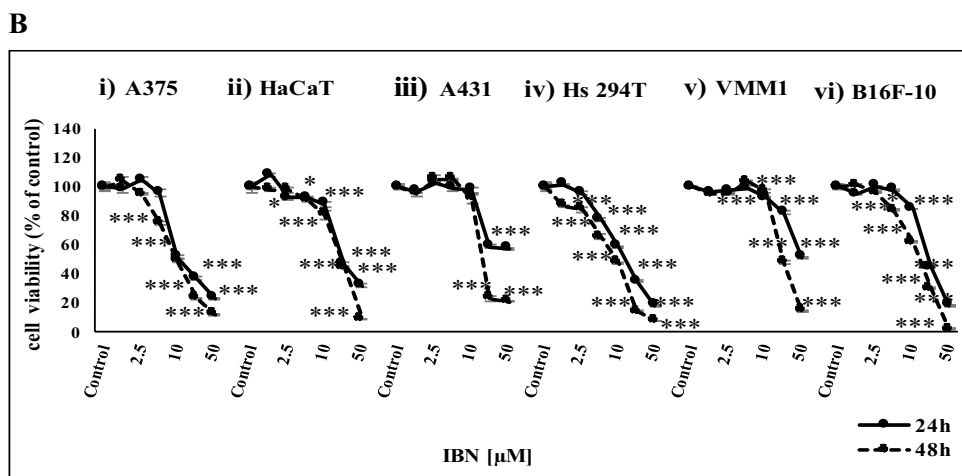 B
i) A375 ii) HaCaT iii) A431 iv) Hs 294T v) VMM1 vi) B16F-10
cell viability (% of control)
140
120
100
80
60
40
20
0
*** *** *** *** *** ***
* * *** *** *** *** *** ***
*** *** *** ***
*** *** *** *** *** *** *** *** ***
*** *** *** *** ***
*** * *** *** *** *** ***
Control 2.5 10 50 Control 2.5 10 50 Control 2.5 10 50 Control 2.5 10 50 Control 2.5 10 50 Control 2.5 10 50
IBN [µM]
24h
48h